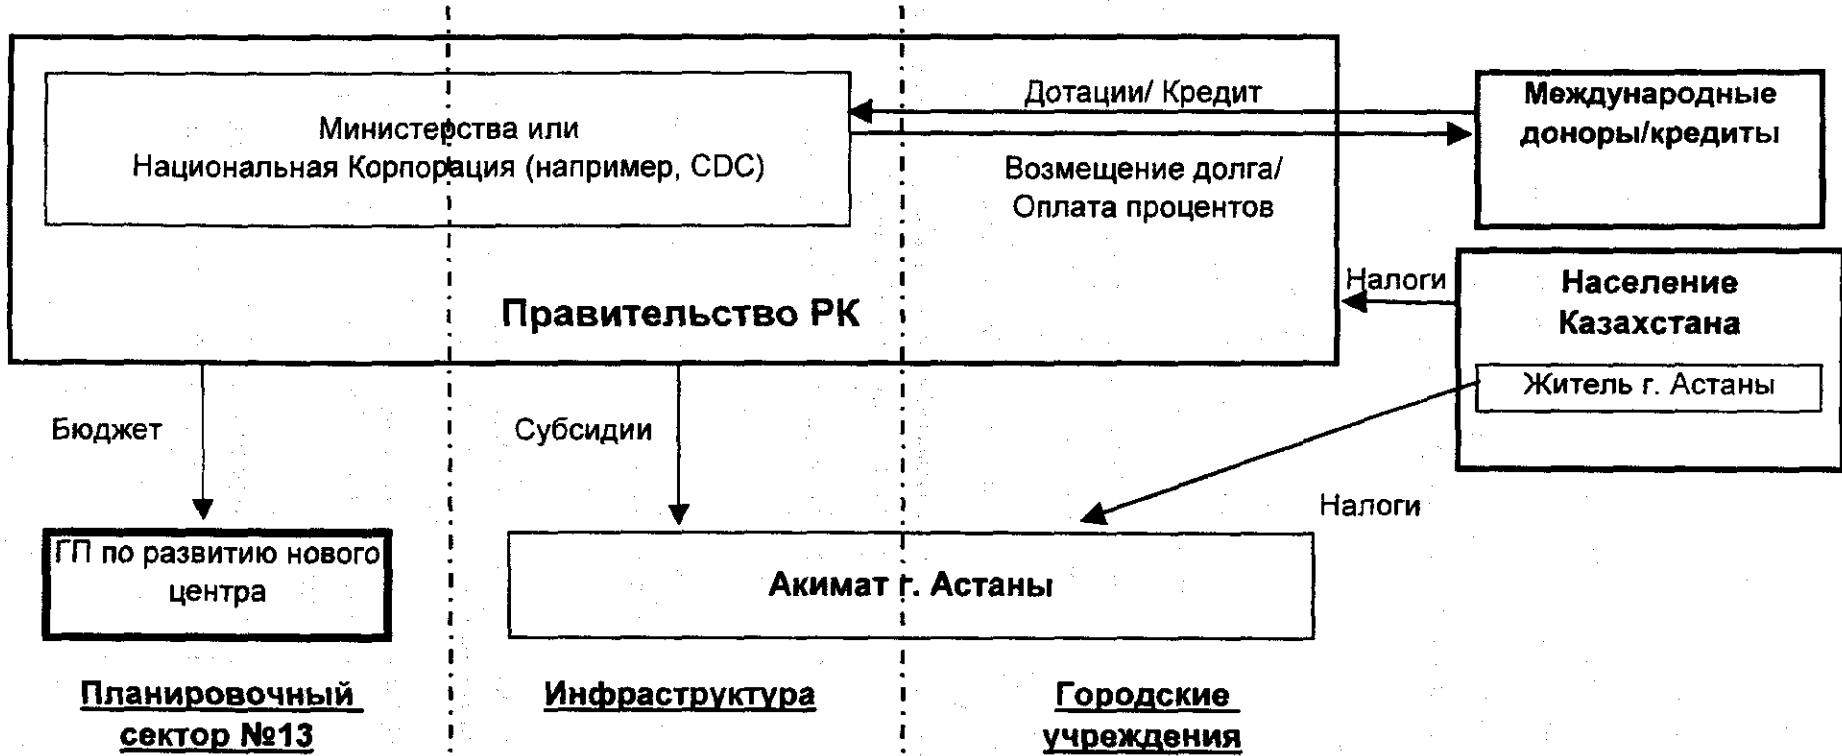 Дотации/ Кредит
Министерства или
Национальная Корпорация (например, CDC)
Возмещение долга/
Оплата процентов
Международные
доноры/кредиты
Правительство РК
Налоги
Население
Казахстана
Житель г. Астаны
Бюджет
Субсидии
Налоги
ГП по развитию нового
центра
Акимат г. Астаны
Планировочный
сектор №13
Инфраструктура
Городские
учреждения